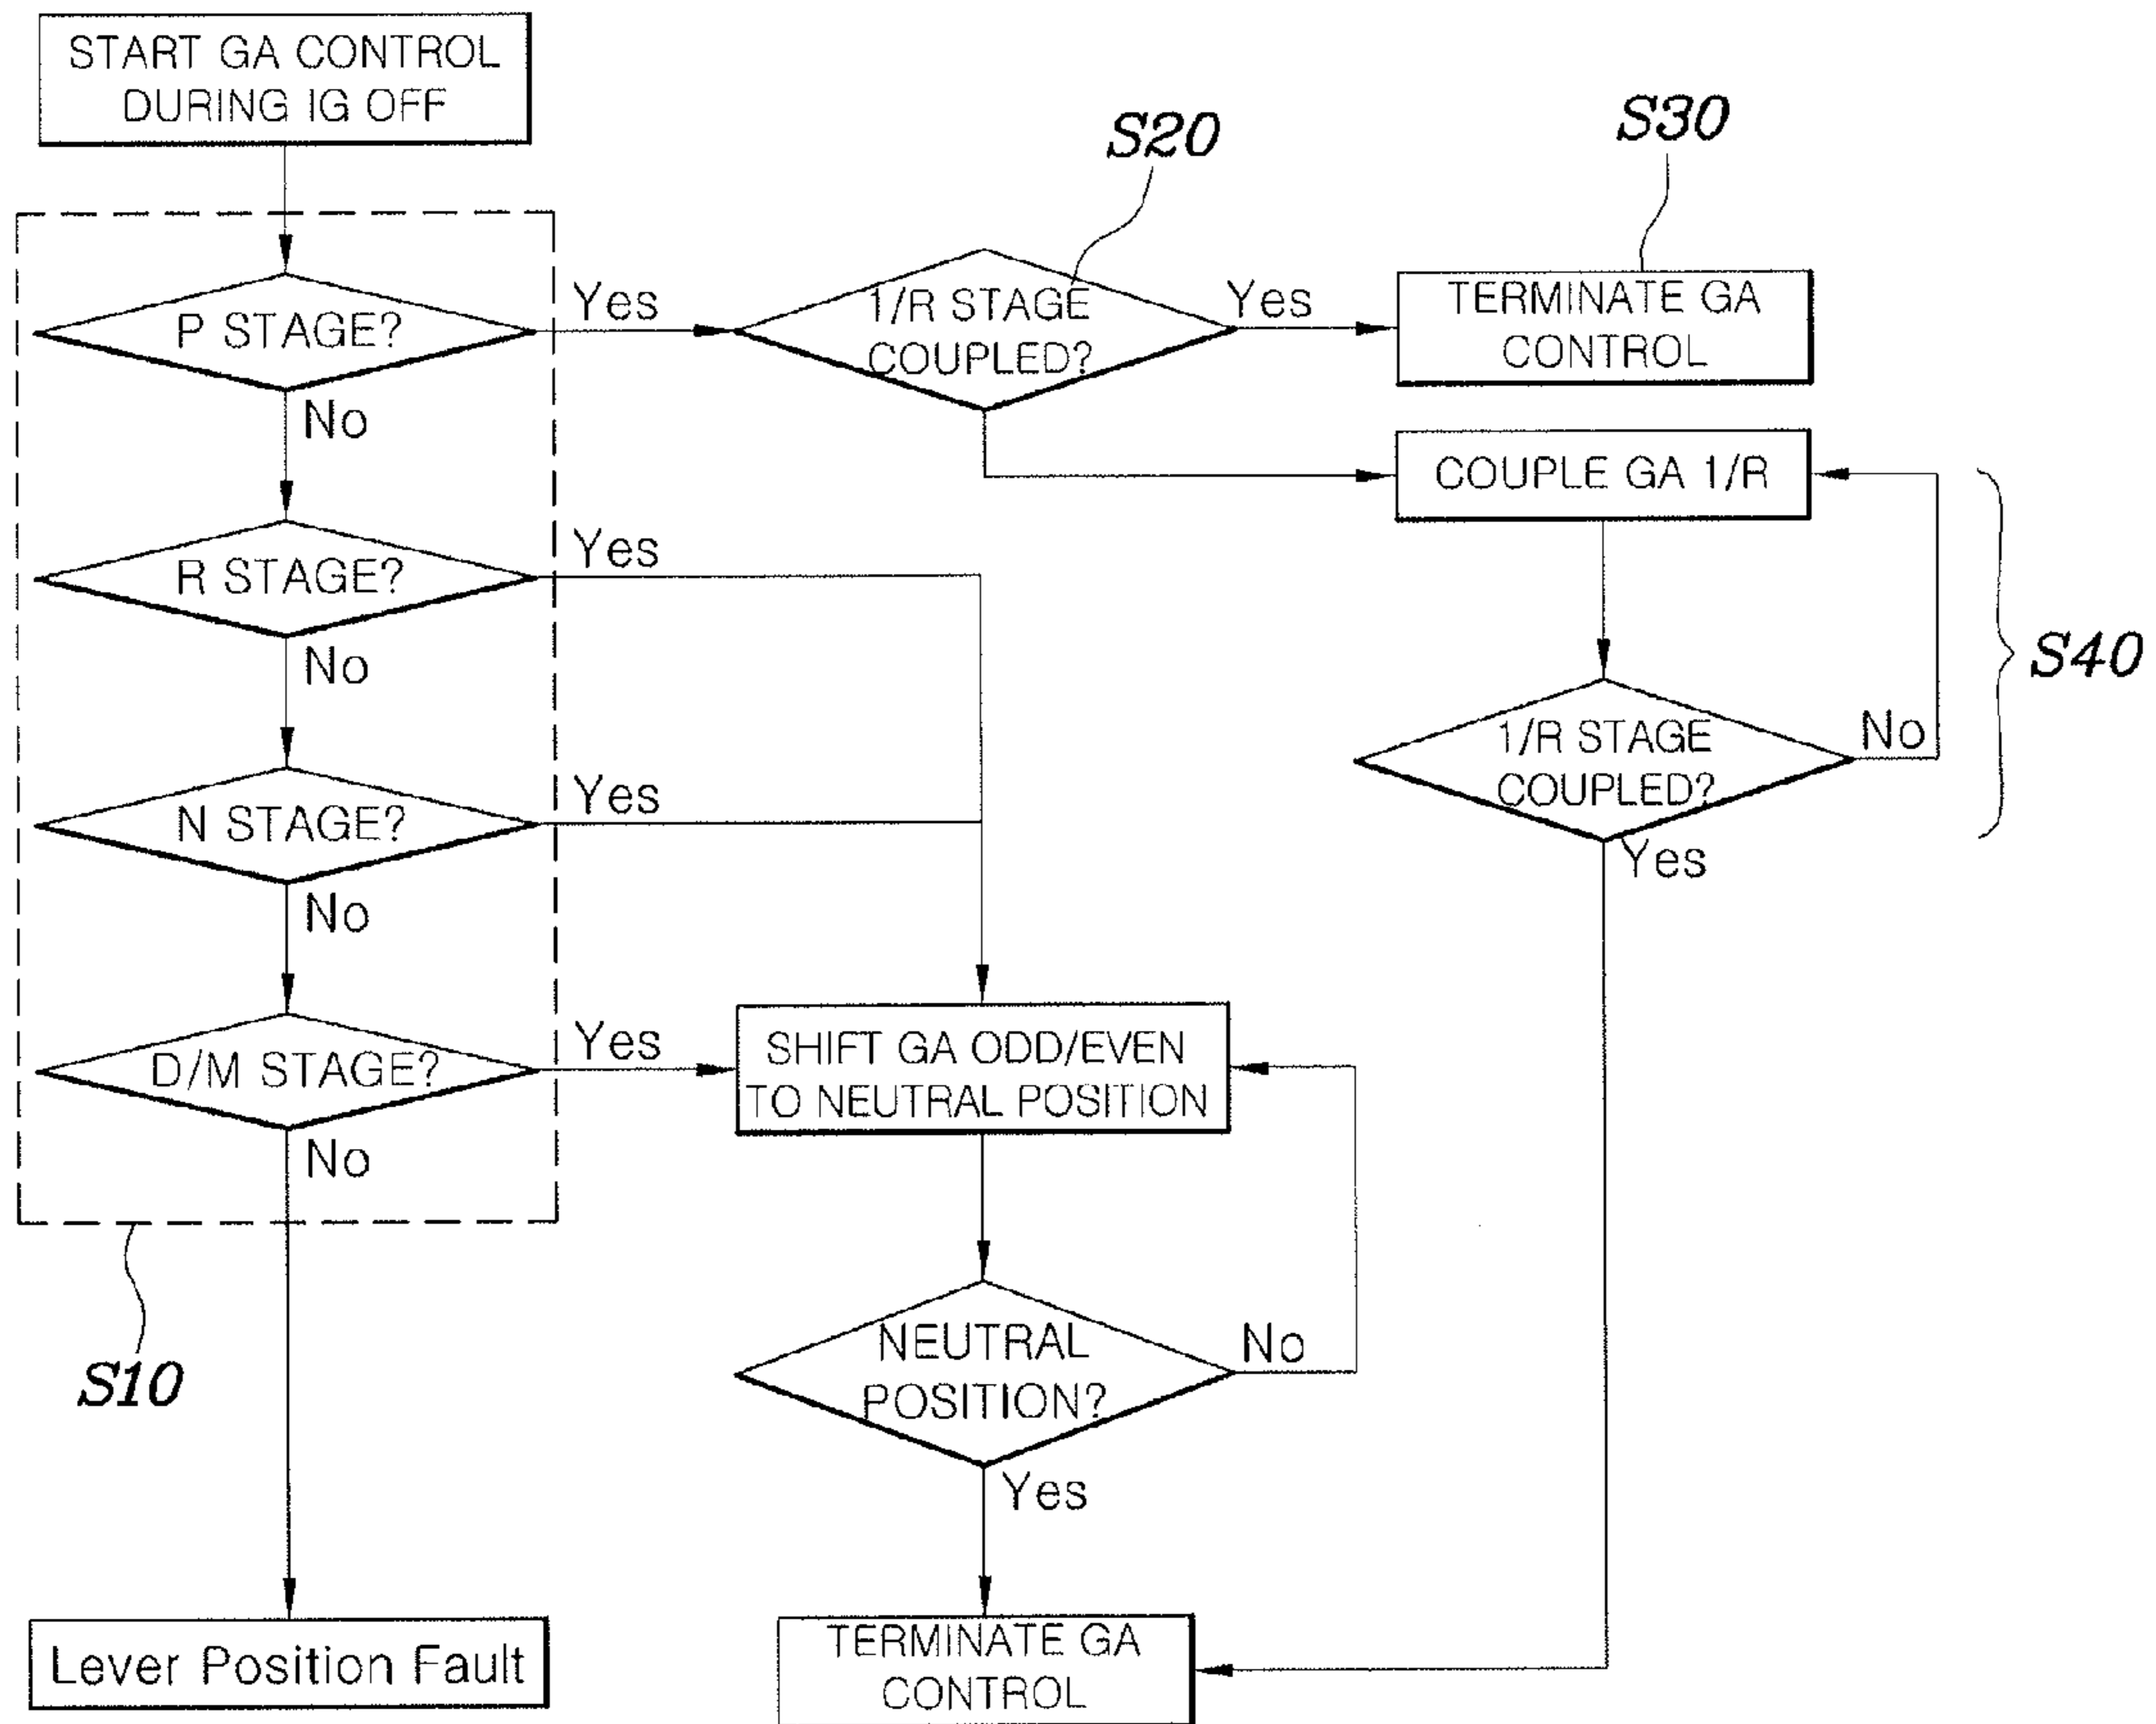 START GA CONTROL
DURING IG OFF
S20
S30
P STAGE?
Yes
No
1/R STAGE
COUPLED?
Yes
TERMINATE GA
CONTROL
COUPLE GA 1/R
R STAGE?
Yes
No
1/R STAGE
COUPLED?
No
Yes
S40
N STAGE?
Yes
No
D/M STAGE?
Yes
No
SHIFT GA ODD/EVEN
TO NEUTRAL POSITION
S10
NEUTRAL
POSITION?
No
Yes
Lever Position Fault
TERMINATE GA
CONTROL